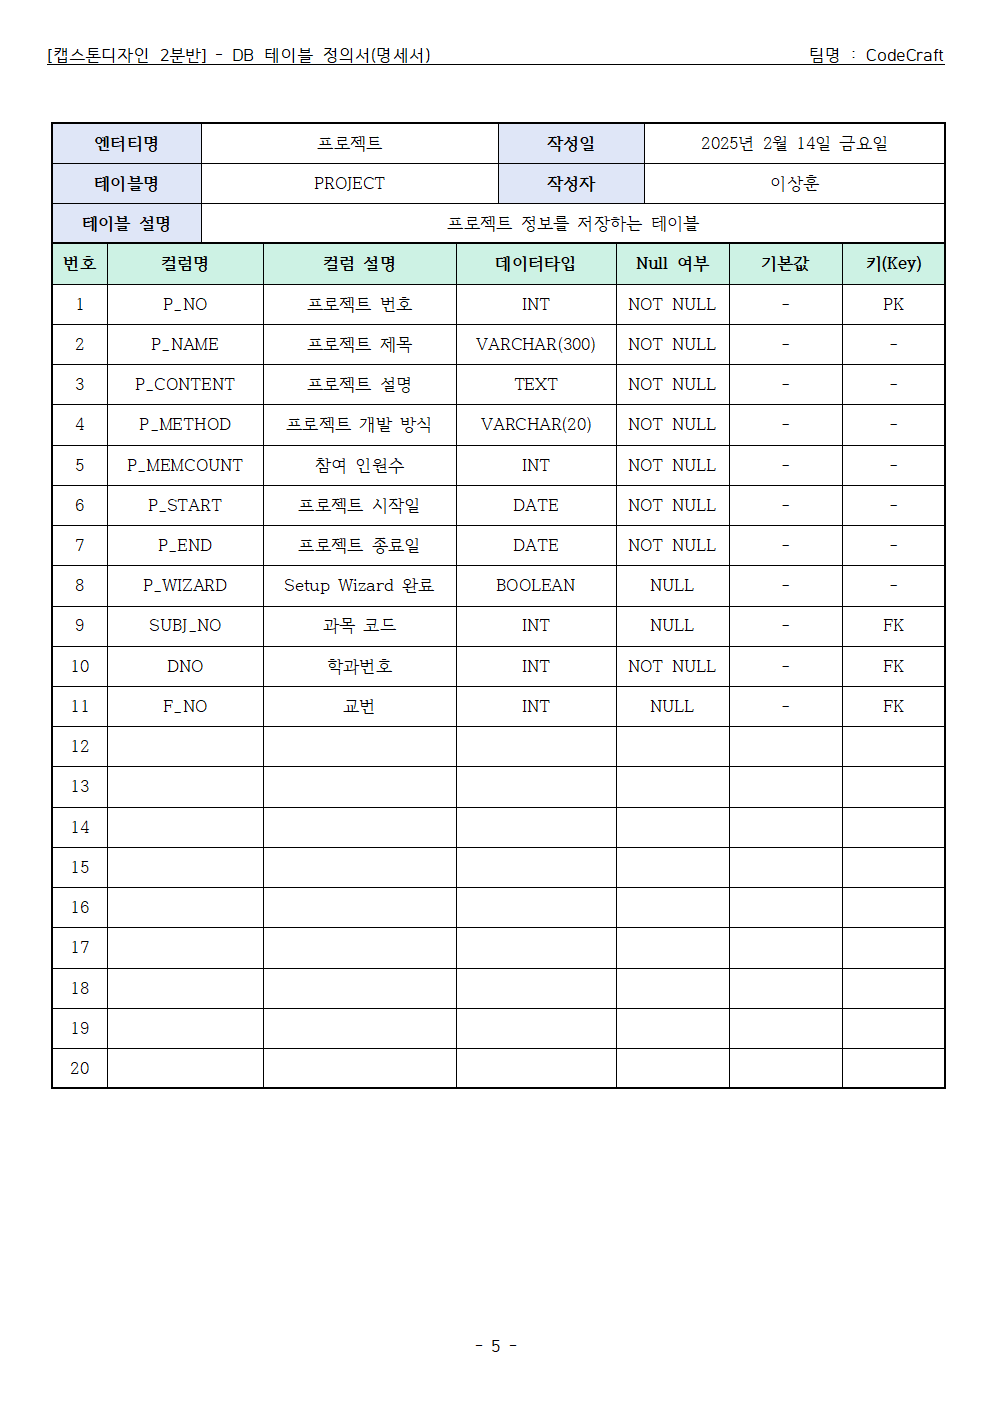 [캡스톤디자인 2분반] - DB 테이블 정의서(명세서) 팀명 : CodeCraft
엔터티명 프로젝트 작성일 2025년 2월 14일 금요일
테이블명 PROJECT 작성자 이상훈
테이블 설명 프로젝트 정보를 저장하는 테이블
번호 컬럼명 컬럼 설명 데이터타입 Null 여부 기본값 키(Key)
1 P_NO 프로젝트 번호 INT NOT NULL - PK
2 P_NAME 프로젝트 제목 VARCHAR(300) NOT NULL - -
3 P_CONTENT 프로젝트 설명 TEXT NOT NULL - -
4 P_METHOD 프로젝트 개발 방식 VARCHAR(20) NOT NULL - -
5 P_MEMCOUNT 참여 인원수 INT NOT NULL - -
6 P_START 프로젝트 시작일 DATE NOT NULL - -
7 P_END 프로젝트 종료일 DATE NOT NULL - -
8 P_WIZARD Setup Wizard 완료 BOOLEAN NULL - -
9 SUBJ_NO 과목 코드 INT NULL - FK
10 DNO 학과번호 INT NOT NULL - FK
11 F_NO 교번 INT NULL - FK
12
13
14
15
16
17
18
19
20
- 5 -